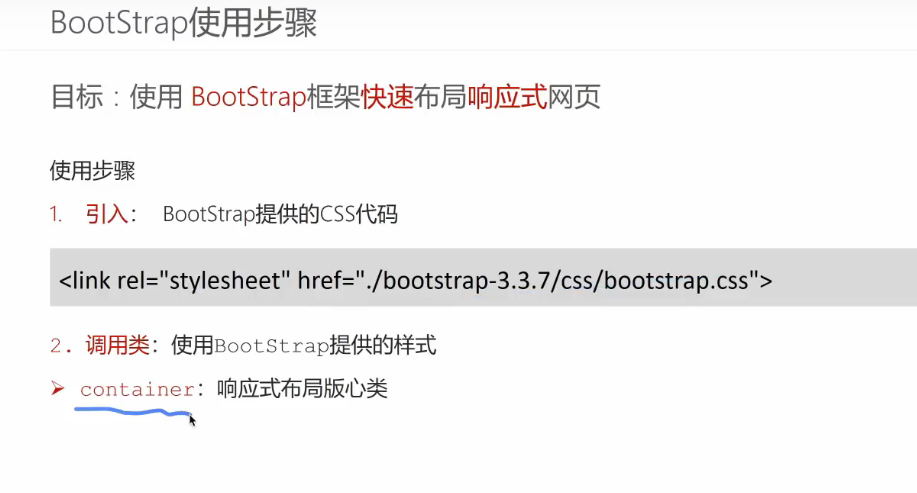 BootStrap使用步骤
目标：使用 BootStrap框架快速布局响应式网页
使用步骤
1. 引入： BootStrap提供的CSS代码
<link rel="stylesheet" href="./bootstrap-3.3.7/css/bootstrap.css">
2. 调用类：使用BootStrap提供的样式
➢ container：响应式布局版心类